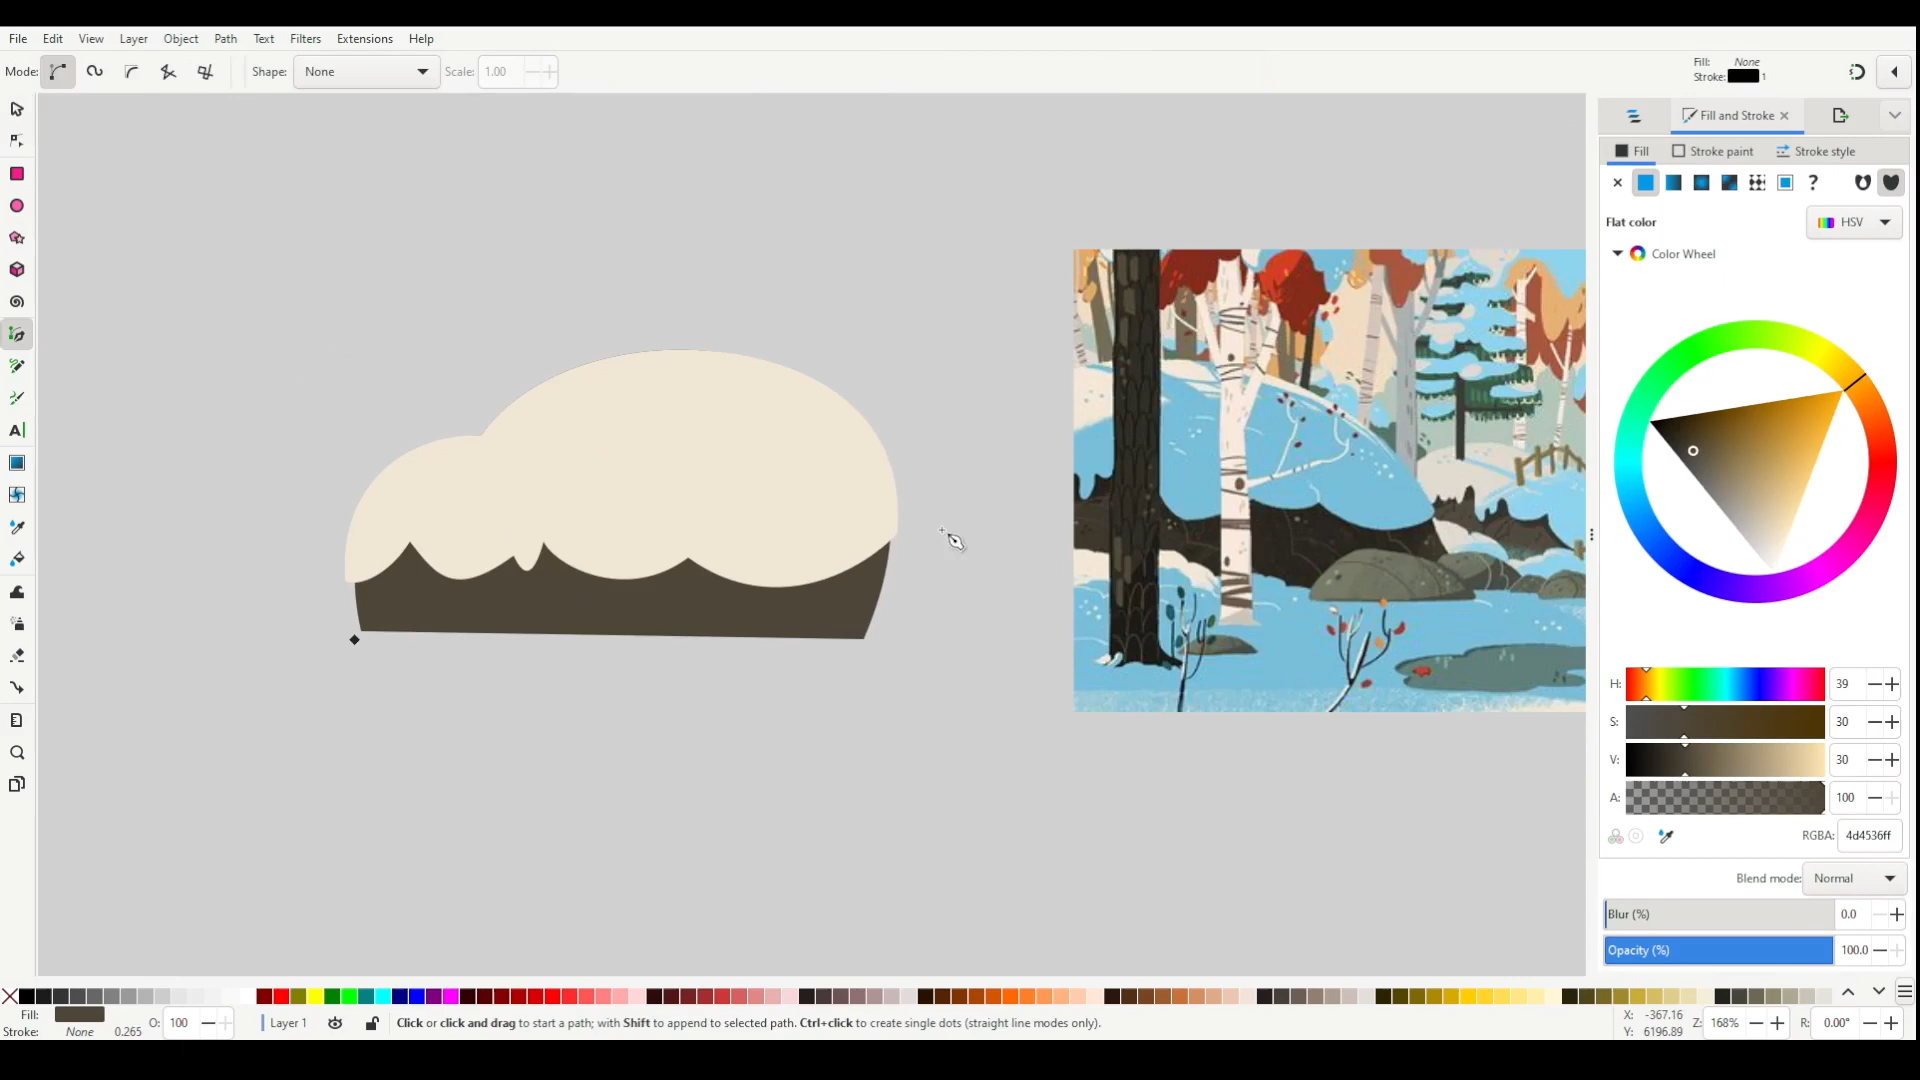 File Edit View Layer Object Path Text Filters Extensions Help
Mode: Shape: None Scale: 1.00
Fill: None
Stroke: 1
Fill and Stroke
Fill Stroke paint Stroke style
?
Flat color HSV
Color Wheel
H: 39
S: 30
V: 30
A: 100
RGBA: 4d4536ff
Blend mode: Normal
Blur (%) 0.0
Opacity (%) 100.0
Fill:
Stroke: None 0.265 O: 100 Layer 1 Click or click and drag to start a path; with Shift to append to selected path. Ctrl+click to create single dots (straight line modes only).
X: -367.16
Y: 6196.89
Z: 168% R: 0.00°